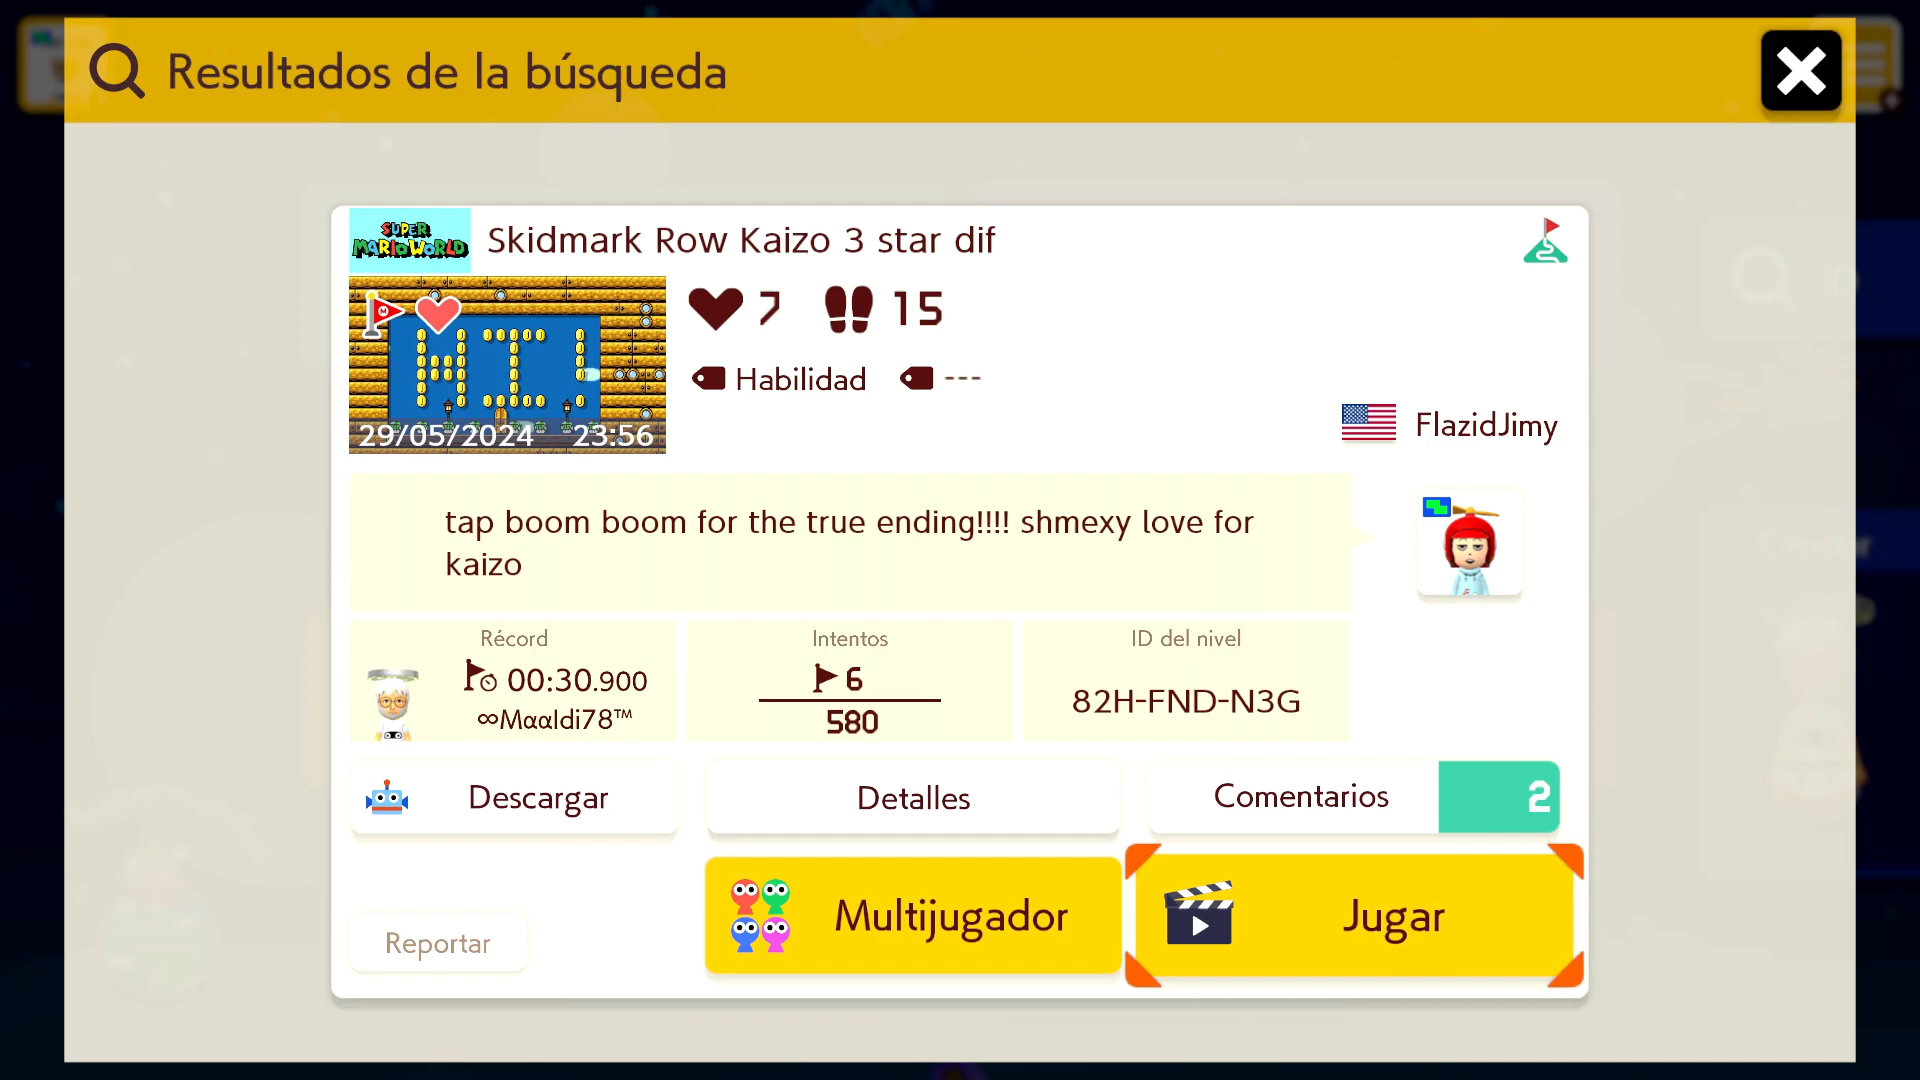 Resultados de la búsqueda
SUPER
MARIO WORLD
Skidmark Row Kaizo 3 star dif
M
7
15
HI!
Habilidad
---
29/05/2024 23:56
FlazidJimy
tap boom boom for the true ending!!!! shmexy love for
kaizo
Récord
Intentos
ID del nivel
00:30.900
6
∞Mααldi78™
580
82H-FND-N3G
Descargar
Detalles
Comentarios
2
Reportar
Multijugador
Jugar